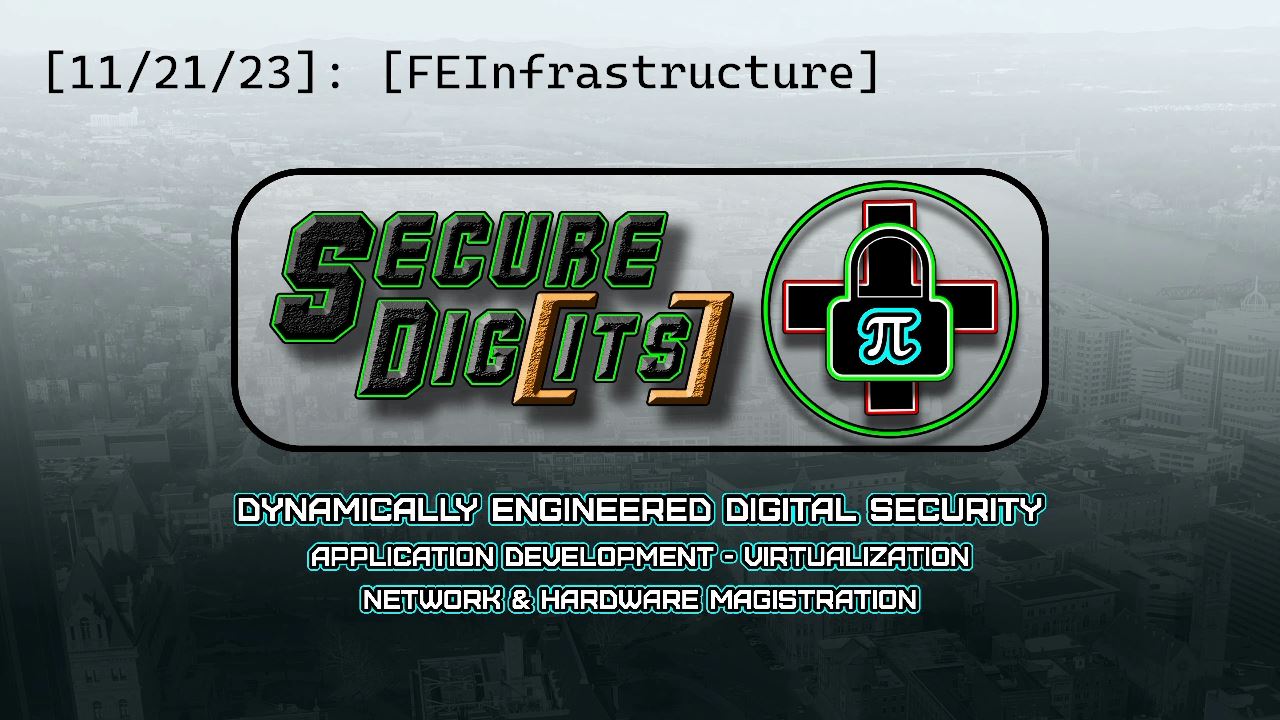 [11/21/23]: [FEInfrastructure]
SECURE
DIG[ITS]
π
DYNAMICALLY ENGINEERED DIGITAL SECURITY
APPLICATION DEVELOPMENT - VIRTUALIZATION
NETWORK & HARDWARE MAGISTRATION